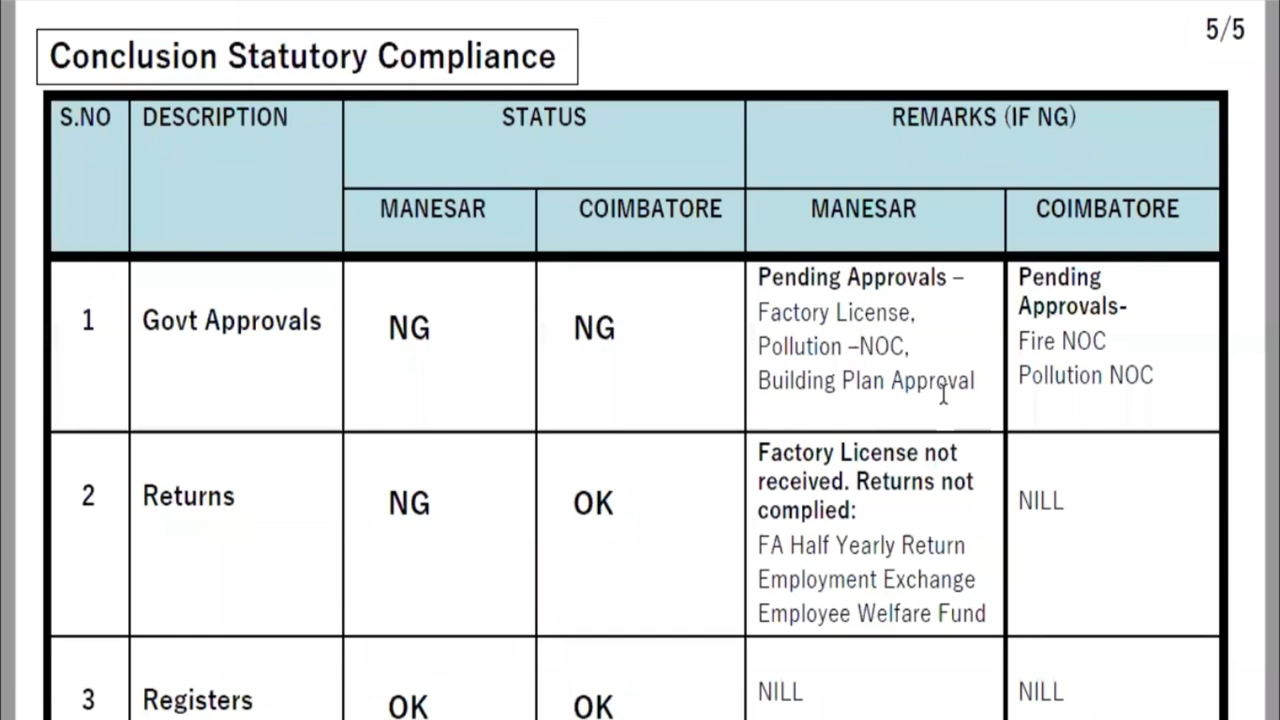 5/5
Conclusion Statutory Compliance
S.NO DESCRIPTION STATUS REMARKS (IF NG)
MANESAR COIMBATORE MANESAR COIMBATORE
1 Govt Approvals NG NG
Pending Approvals –
Factory License,
Pollution –NOC,
Building Plan Approval
Pending
Approvals-
Fire NOC
Pollution NOC
2 Returns NG OK
Factory License not
received. Returns not
complied:
FA Half Yearly Return
Employment Exchange
Employee Welfare Fund
NILL
3 Registers OK OK NILL NILL